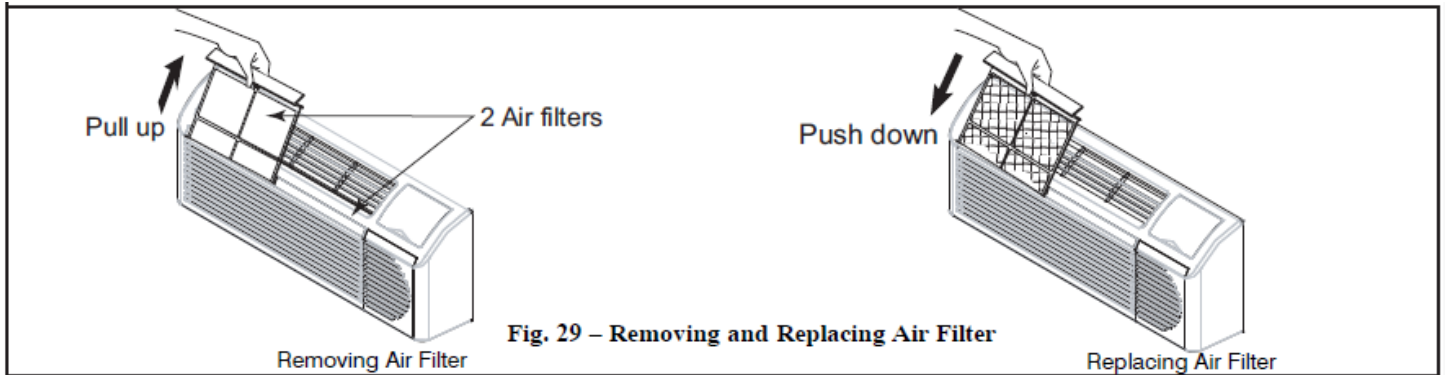 Pull up
2 Air filters
Push down
Fig. 29 – Removing and Replacing Air Filter
Removing Air Filter
Replacing Air Filter